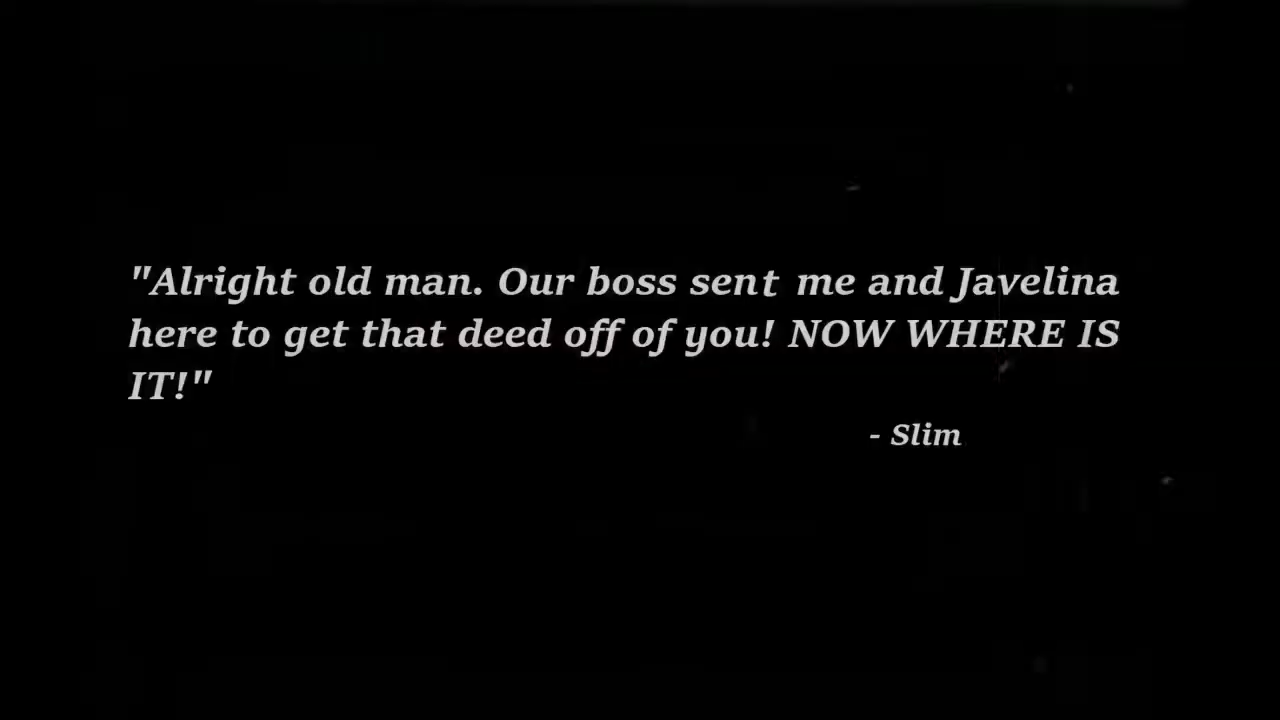 "Alright old man. Our boss sent me and Javelina
here to get that deed off of you! NOW WHERE IS
IT!"
- Slim